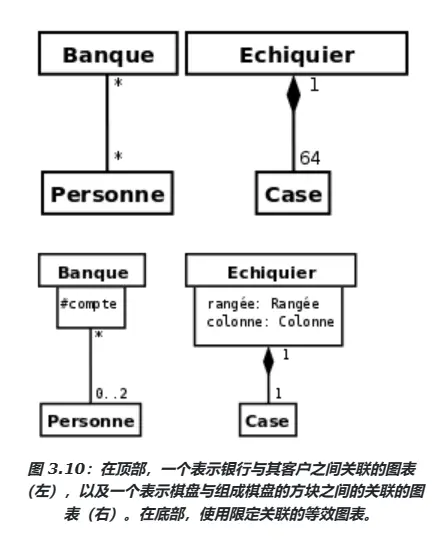 Banque
Echiquier
*
1
*
64
Personne
Case
Banque
Echiquier
#compte
rangée: Rangée
colonne: Colonne
*
1
0..2
1
Personne
Case
图 3.10：在顶部，一个表示银行与其客户之间关联的图表
（左），以及一个表示棋盘与组成棋盘的方块之间的关联的图
表（右）。在底部，使用限定关联的等效图表。